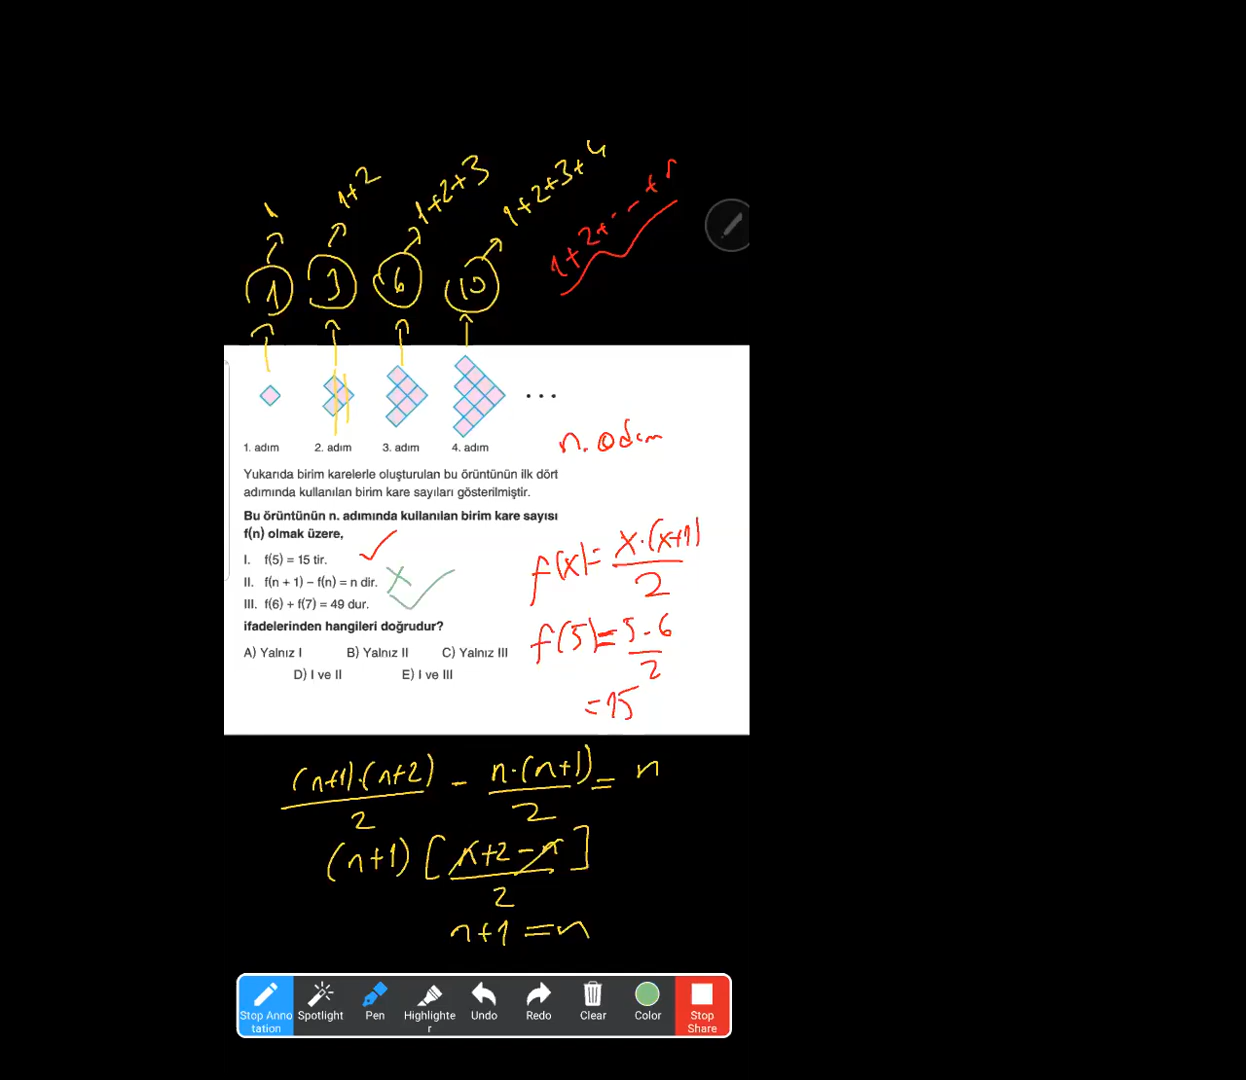 1
1+2
1+2+3
1+2+3+4
1+2+...+n
1
3
6
10
1. adım
2. adım
3. adım
4. adım
...
n. adım
Yukarıda birim karelerle oluşturulan bu örüntünün ilk dört
adımında kullanılan birim kare sayıları gösterilmiştir.
Bu örüntünün n. adımında kullanılan birim kare sayısı
f(n) olmak üzere,
I. f(5) = 15 tir.
II. f(n + 1) – f(n) = n dir.
III. f(6) + f(7) = 49 dur.
ifadelerinden hangileri doğrudur?
A) Yalnız I B) Yalnız II C) Yalnız III
D) I ve II E) I ve III
f(x)= x.(x+1)/2
f(5)= 5.6/2
=15
(n+1).(n+2)/2 - n.(n+1)/2 = n
(n+1) [n+2-n/2]
n+1=n
Stop Anno
tation
Spotlight
Pen
Highlighte
r
Undo
Redo
Clear
Color
Stop
Share